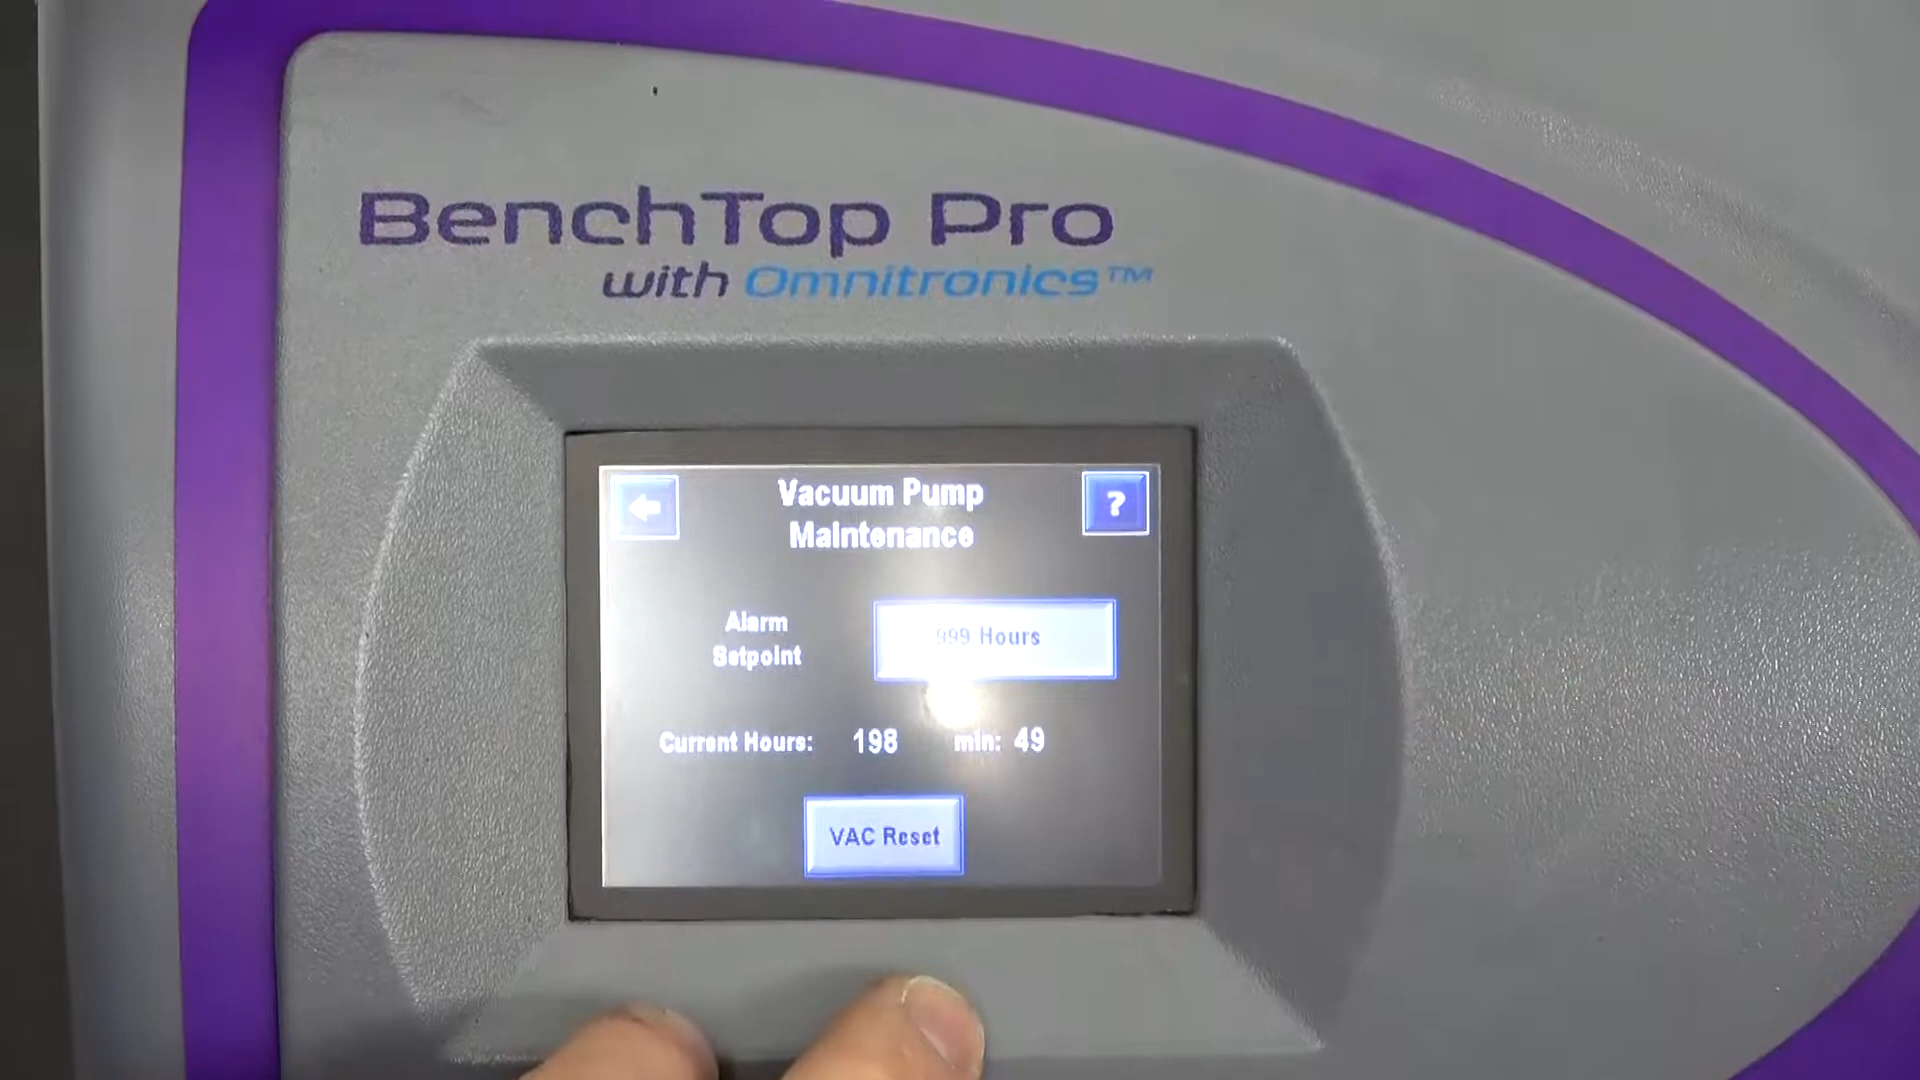 BenchTop Pro
with Omnitronics™
Vacuum Pump
Maintenance
?
Alarm
Setpoint
999 Hours
Current Hours: 198 min: 49
VAC Reset